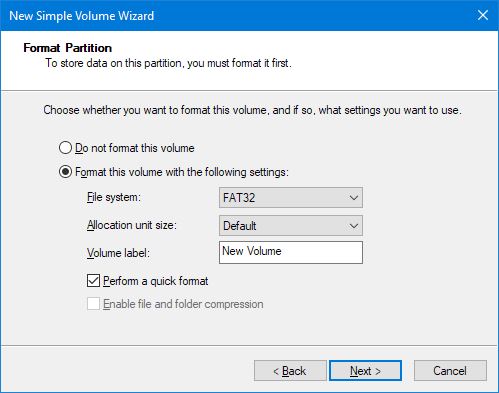 New Simple Volume Wizard
Format Partition
To store data on this partition, you must format it first.
Choose whether you want to format this volume, and if so, what settings you want to use.
Do not format this volume
Format this volume with the following settings:
File system: FAT32
Allocation unit size: Default
Volume label: New Volume
Perform a quick format
Enable file and folder compression
< Back Next > Cancel